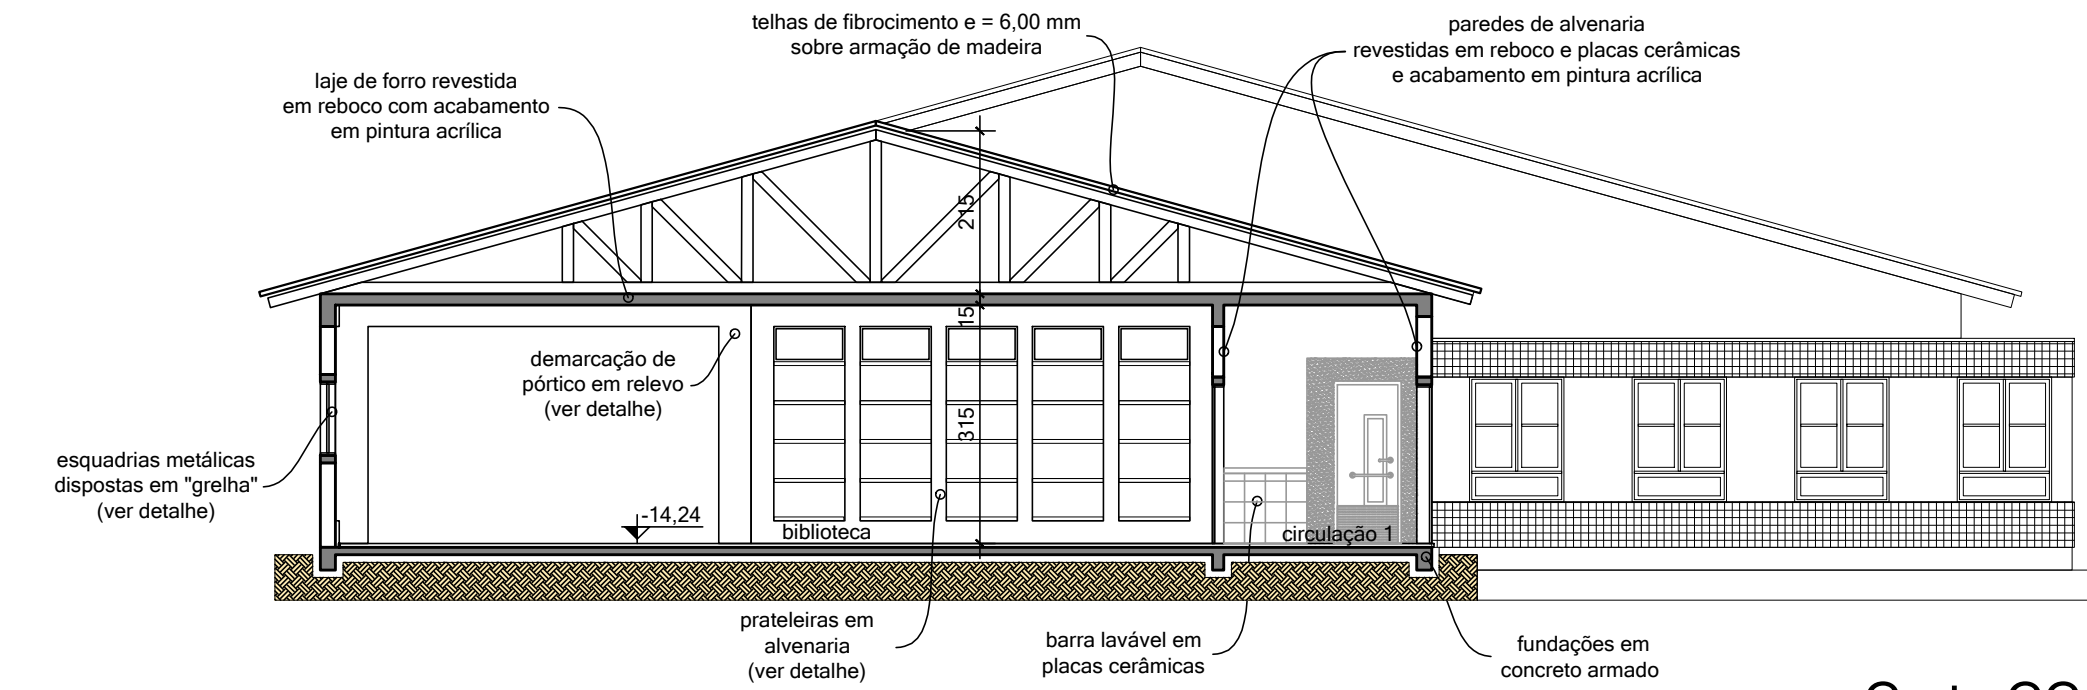 telhas de fibrocimento e = 6,00 mm
sobre armação de madeira
paredes de alvenaria
revestidas em reboco e placas cerâmicas
e acabamento em pintura acrílica
laje de forro revestida
em reboco com acabamento
em pintura acrílica
215
15
demarcação de
pórtico em relevo
(ver detalhe)
315
esquadrias metálicas
dispostas em "grelha"
(ver detalhe)
-14,24
biblioteca
circulação 1
prateleiras em
alvenaria
(ver detalhe)
barra lavável em
placas cerâmicas
fundações em
concreto armado